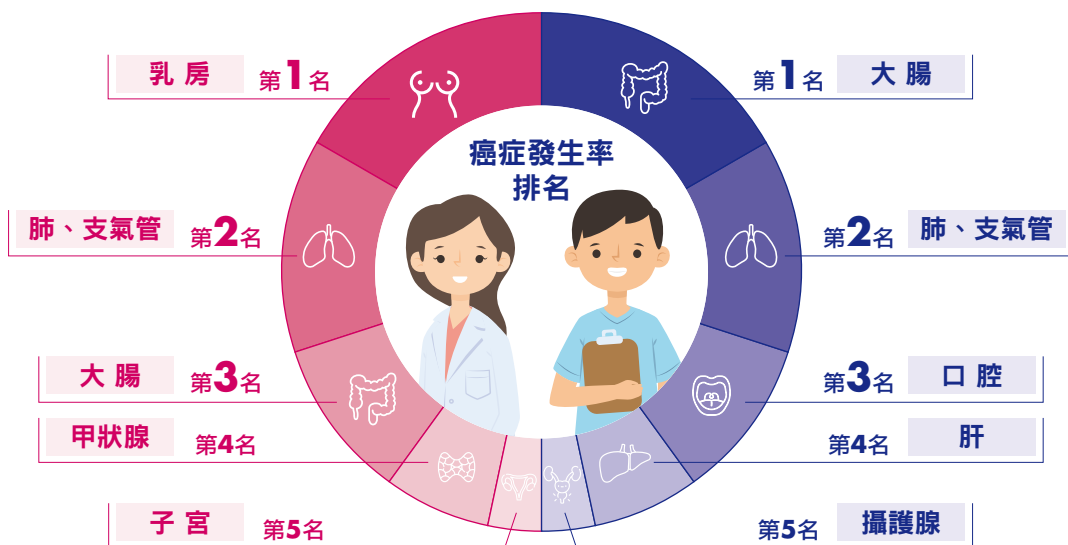 癌症發生率
排名
乳房 第1名
肺、支氣管 第2名
大腸 第3名
甲狀腺 第4名
子宮 第5名
第1名 大腸
第2名 肺、支氣管
第3名 口腔
第4名 肝
第5名 攝護腺